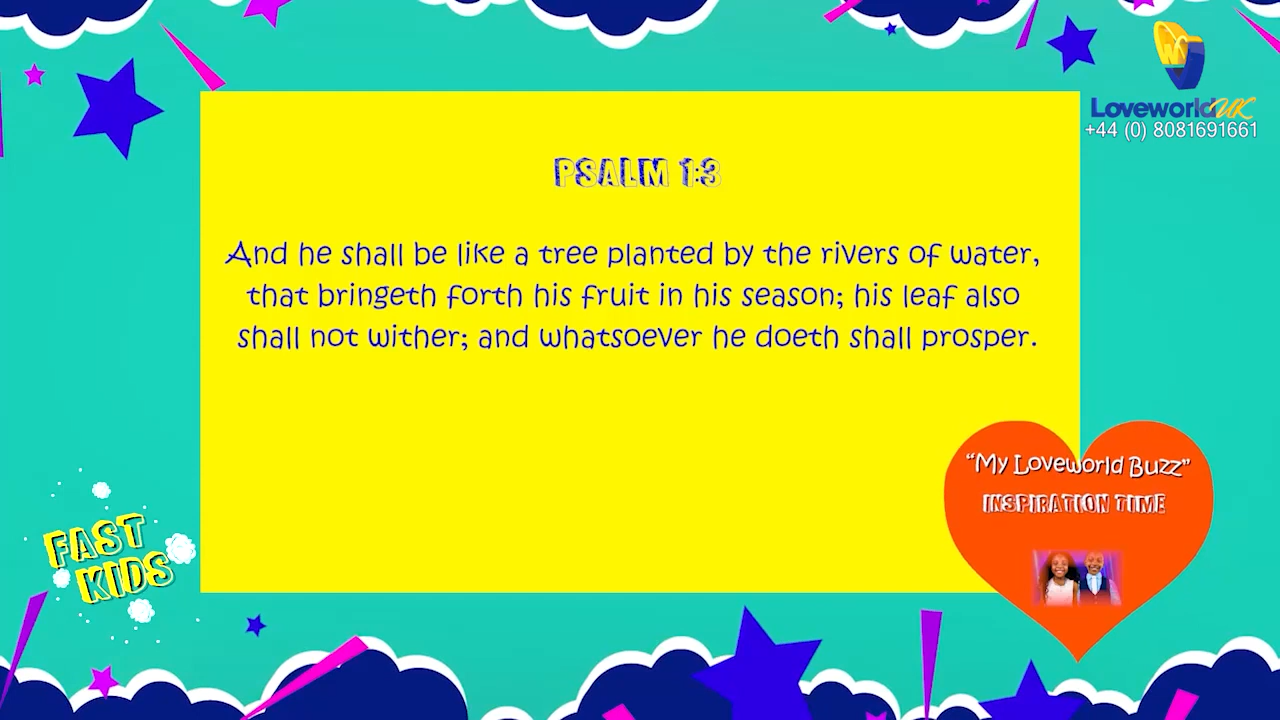 LoveworldUK
+44 (0) 8081691661
PSALM 1:3
And he shall be like a tree planted by the rivers of water,
that bringeth forth his fruit in his season; his leaf also
shall not wither; and whatsoever he doeth shall prosper.
“My Loveworld Buzz”
INSPIRATION TIME
FAST
KIDS